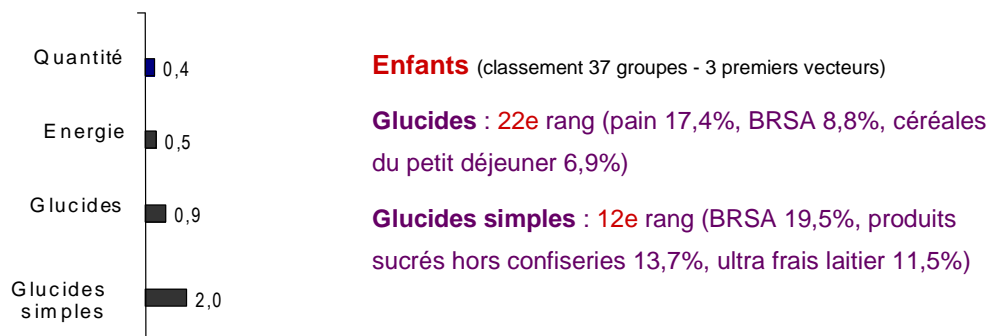 Quantité
0,4
Energie
0,5
Glucides
0,9
Glucides
simples
2,0
Enfants (classement 37 groupes - 3 premiers vecteurs)
Glucides : 22e rang (pain 17,4%, BRSA 8,8%, céréales
du petit déjeuner 6,9%)
Glucides simples : 12e rang (BRSA 19,5%, produits
sucrés hors confiseries 13,7%, ultra frais laitier 11,5%)